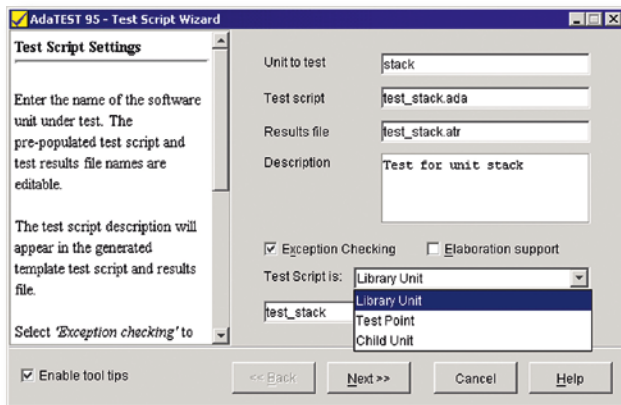 AdaTEST 95 - Test Script Wizard
Test Script Settings
Enter the name of the software
unit under test. The
pre-populated test script and
test results file names are
editable.
The test script description will
appear in the generated
template test script and results
file.
Select 'Exception checking' to
Unit to test
stack
Test script
test_stack.ada
Results file
test_stack.atr
Description
Test for unit stack
Exception Checking
Elaboration support
Test Script is:
Library Unit
Library Unit
Test Point
Child Unit
test_stack
Enable tool tips
<< Back
Next >>
Cancel
Help